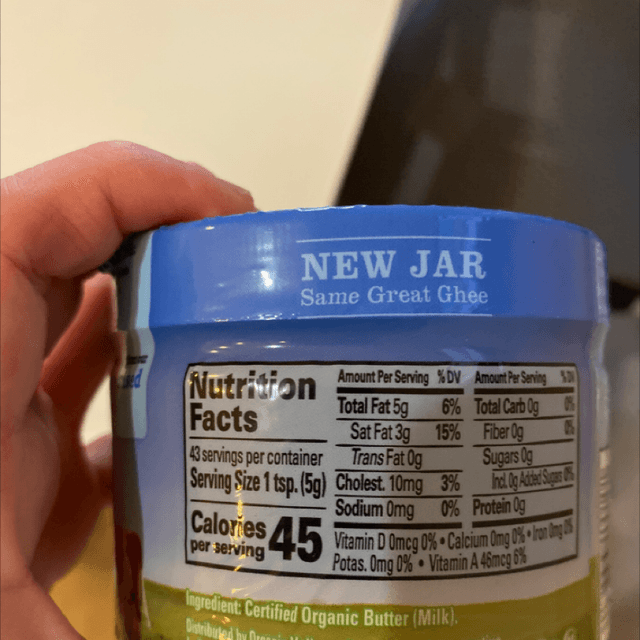 NEW JAR
Same Great Ghee
Nutrition
Facts
43 servings per container
Serving Size 1 tsp. (5g)
Calories
per serving 45
Amount Per Serving % DV
Total Fat 5g 6%
Sat Fat 3g 15%
Trans Fat 0g
Cholest. 10mg 3%
Sodium 0mg 0%
Amount Per Serving % DV
Total Carb 0g 0%
Fiber 0g 0%
Sugars 0g
Incl. 0g Added Sugars 0%
Protein 0g
Vitamin D 0mcg 0% • Calcium 0mg 0% • Iron 0mg 0%
Potas. 0mg 0% • Vitamin A 46mcg 6%
Ingredient: Certified Organic Butter (Milk).
Distributed by